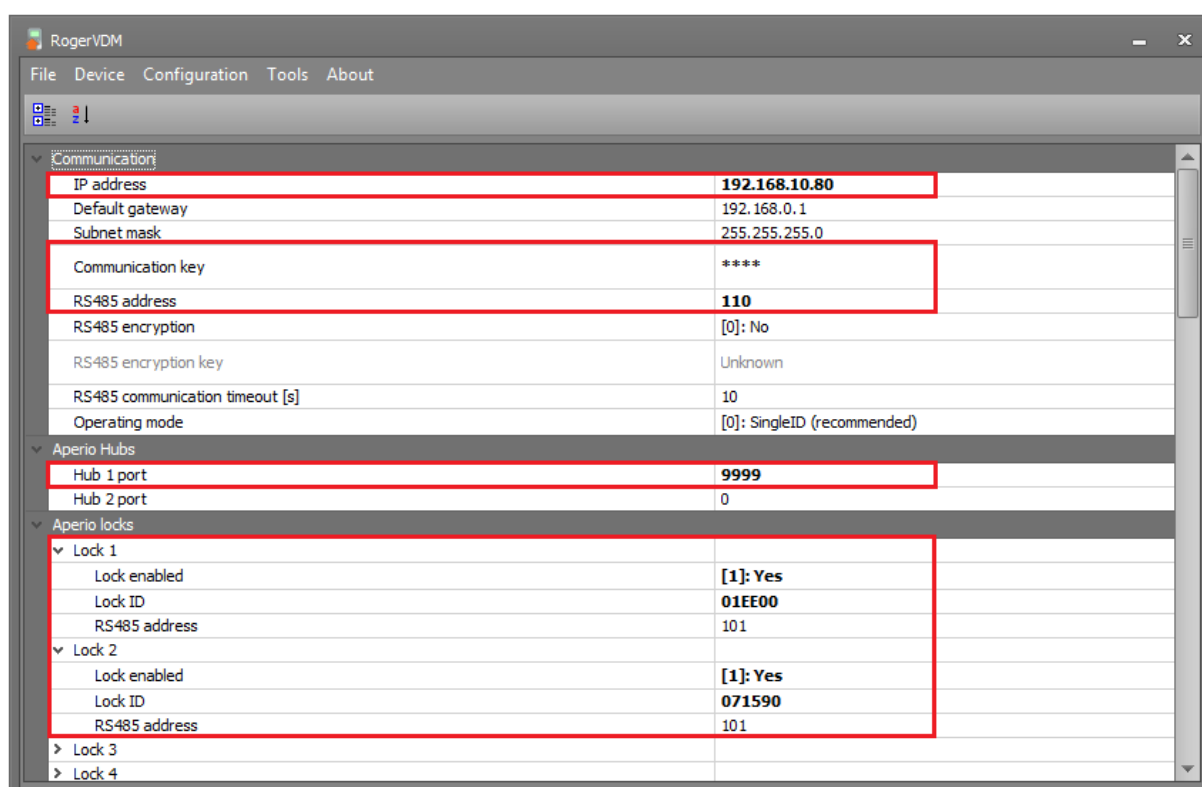 RogerVDM
File Device Configuration Tools About
Communication
IP address 192.168.10.80
Default gateway 192.168.0.1
Subnet mask 255.255.255.0
Communication key ****
RS485 address 110
RS485 encryption [0]: No
RS485 encryption key Unknown
RS485 communication timeout [s] 10
Operating mode [0]: SingleID (recommended)
Aperio Hubs
Hub 1 port 9999
Hub 2 port 0
Aperio locks
Lock 1
Lock enabled [1]: Yes
Lock ID 01EE00
RS485 address 101
Lock 2
Lock enabled [1]: Yes
Lock ID 071590
RS485 address 101
Lock 3
Lock 4